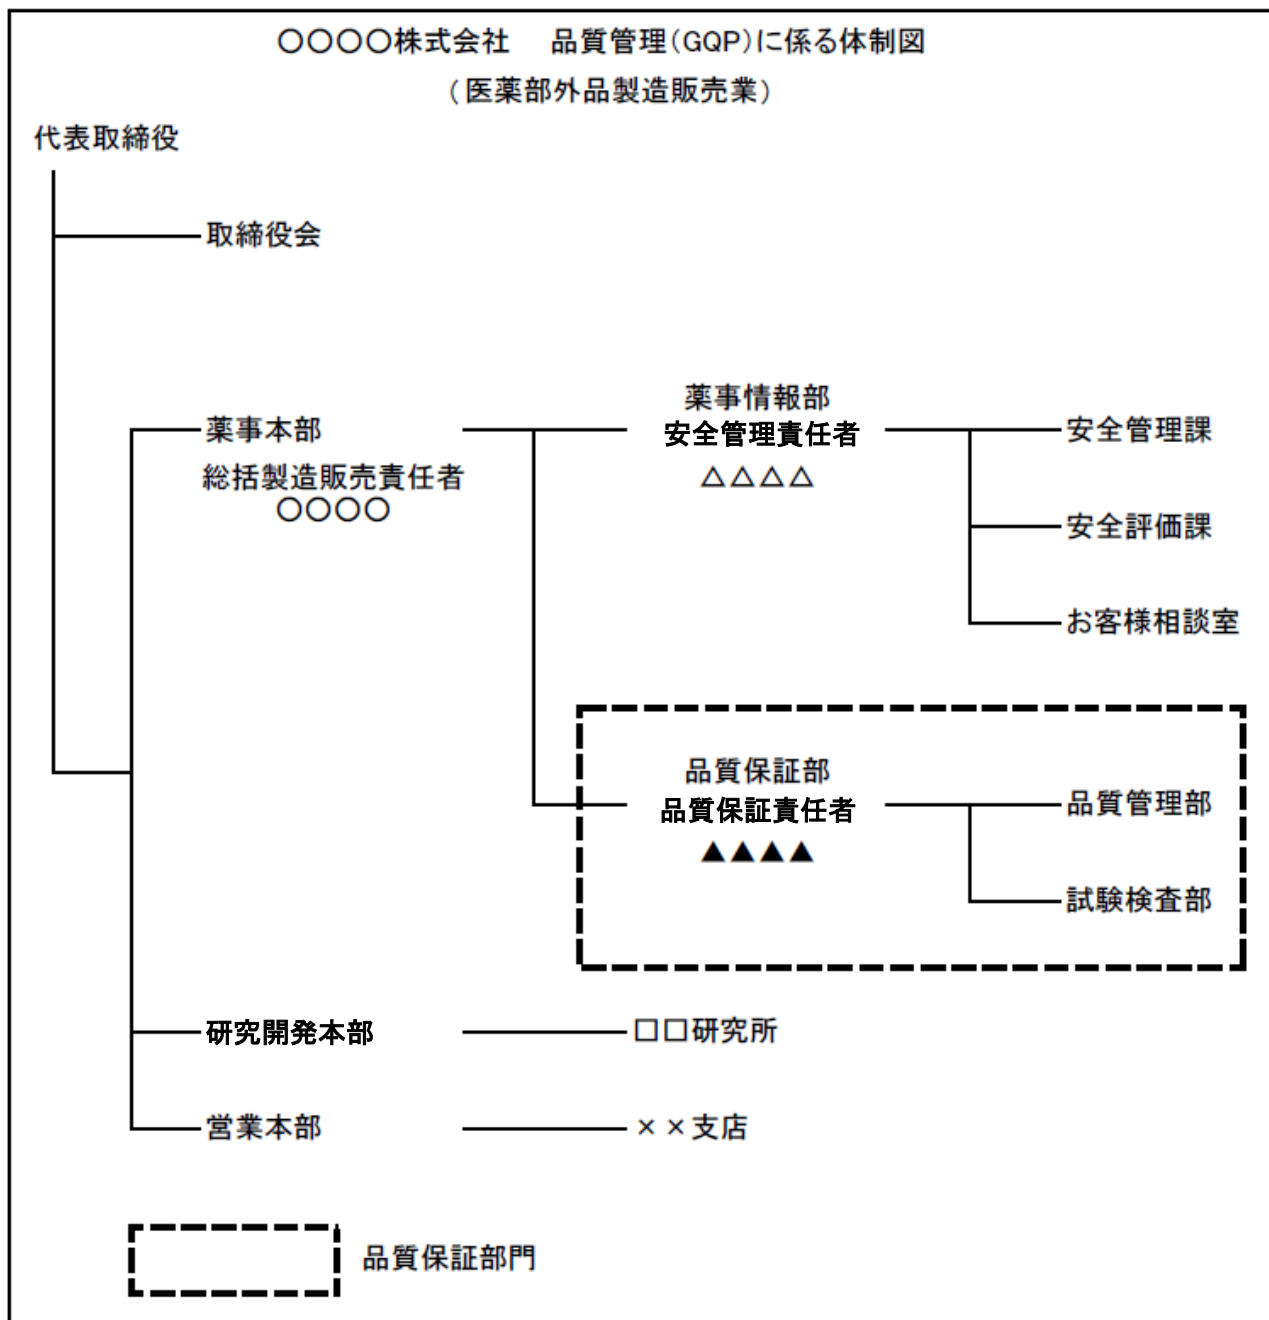 〇〇〇〇株式会社　品質管理(GQP)に係る体制図
(医薬部外品製造販売業)
代表取締役
取締役会
薬事本部
総括製造販売責任者
〇〇〇〇
薬事情報部
安全管理責任者
△△△△
安全管理課
安全評価課
お客様相談室
品質保証部
品質保証責任者
▲▲▲▲
品質管理部
試験検査部
研究開発本部
□□研究所
営業本部
××支店
品質保証部門